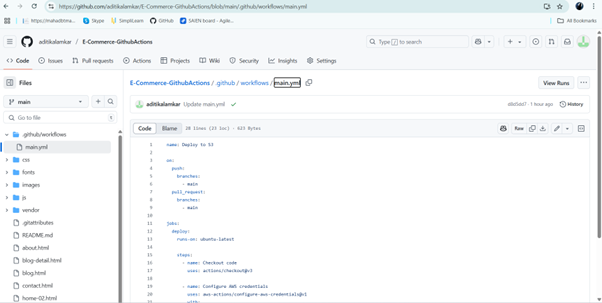 https://github.com/aditikalamkar/E-Commerce-GithubActions/blob/main/.github/workflows/main.yml
Skype
SimpleLearn
GitHub
SAFEN board - Agile...
All Bookmarks
aditikalamkar / E-Commerce-GithubActions
Type / to search
Code
Issues
Pull requests
Actions
Projects
Wiki
Security
Insights
Settings
Files
main
Go to file
.github/workflows
main.yml
css
fonts
images
js
vendor
.gitattributes
README.md
about.html
blog-detail.html
blog.html
contact.html
home-02.html
E-Commerce-GithubActions / .github / workflows / main.yml
View Runs
aditikalamkar Update main.yml
1 hour ago
History
Code Blame 28 lines (23 loc) · 623 Bytes
Raw
1 name: Deploy to S3
2
3 on:
4 push:
5 branches:
6 - main
7 pull_request:
8 branches:
9 - main
10
11 jobs:
12 deploy:
13 runs-on: ubuntu-latest
14
15 steps:
16 - name: Checkout code
17 uses: actions/checkout@v3
18
19 - name: Configure AWS credentials
20 uses: aws-actions/configure-aws-credentials@v1
21 with: